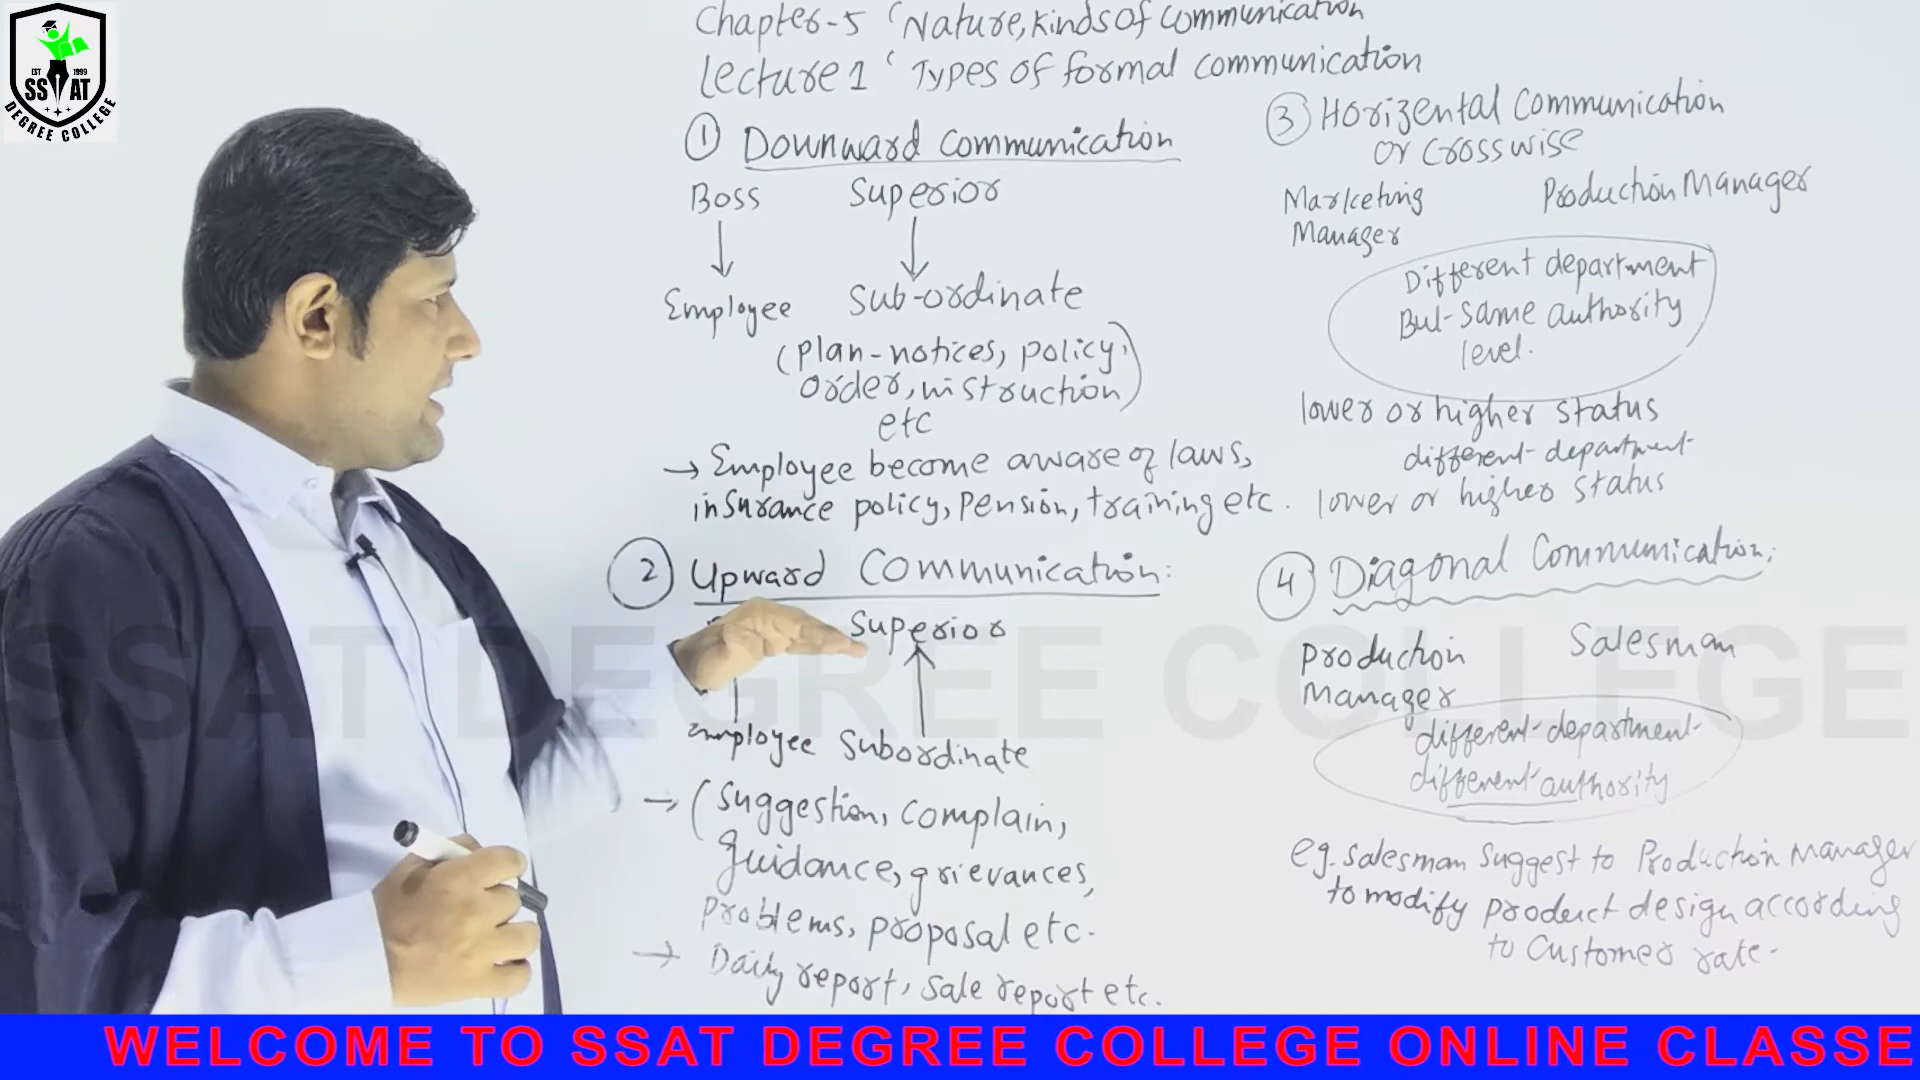 EST 1999
SSAT
DEGREE COLLEGE
Chapter-5 ‘Nature, Kinds of Communication
Lecture 1 ‘ Types of formal communication
① Downward Communication
Boss Superior
Employee Sub-ordinate
(plan-notices, policy,
order, instruction)
etc
→ Employee become aware of laws,
insurance policy, Pension, training etc.
② Upward Communication:
Superior
Employee Subordinate
→ (suggestion, complain,
guidance, grievances,
Problems, proposal etc.
→ Daily report, sale report etc.
③ Horizental Communication
or Crosswise
Marketing Manager
Production Manager
Different department
But-same authority
level.
lower or higher status
different-department
lower or higher status
④ Diagonal Communication:
Production Manager
Salesman
different-department
different authority
eg. salesman suggest to Production Manager
to modify product design according
to Customer rate.
SSAT DEGREE COLLEGE
WELCOME TO SSAT DEGREE COLLEGE ONLINE CLASSE